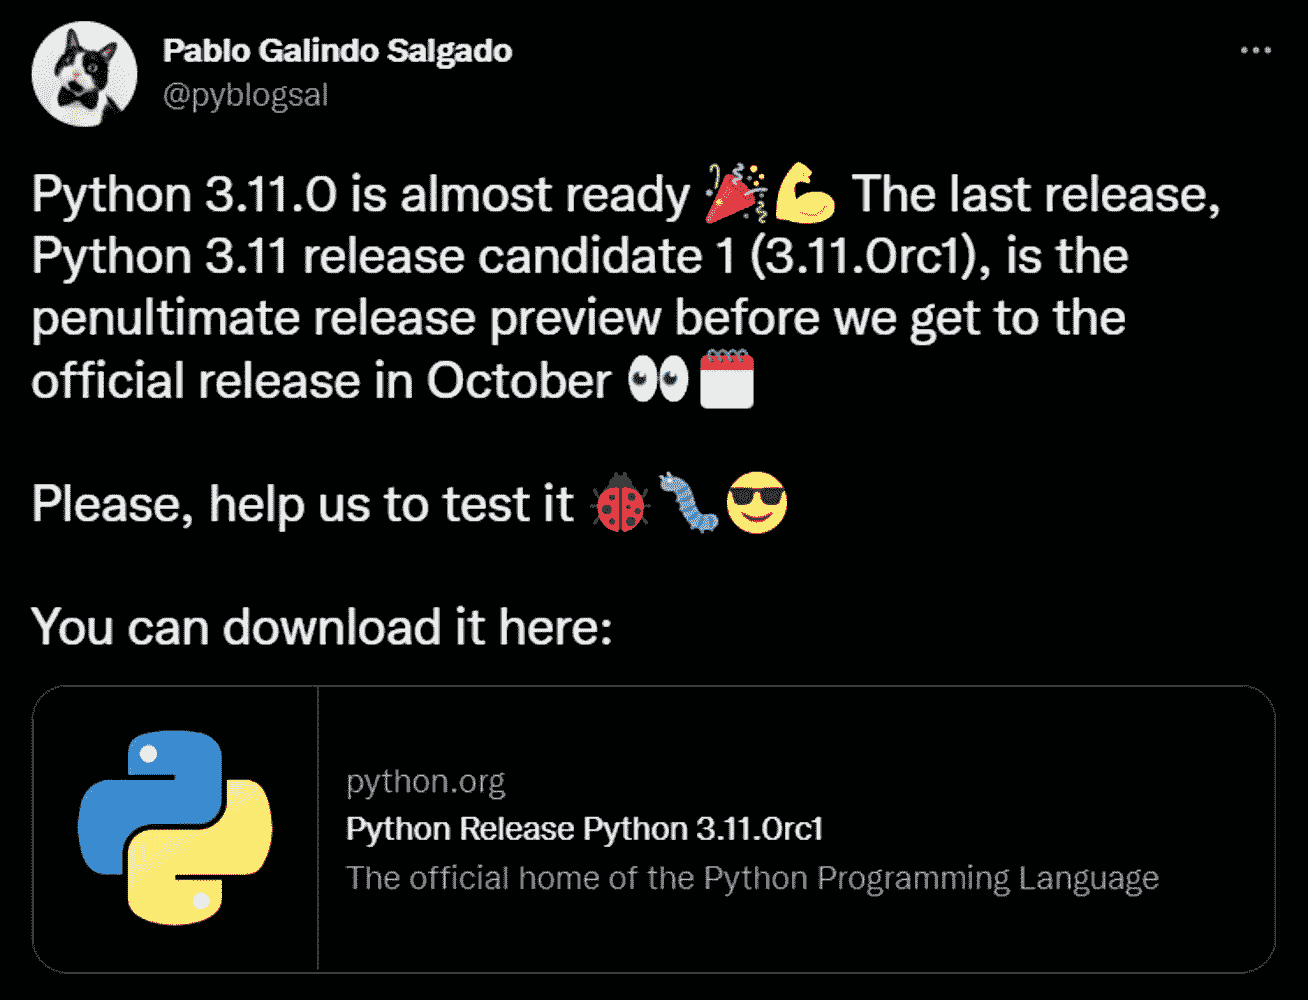 Pablo Galindo Salgado
@pyblogsal
Python 3.11.0 is almost ready 🎉💪 The last release,
Python 3.11 release candidate 1 (3.11.0rc1), is the
penultimate release preview before we get to the
official release in October 👀🗓️
Please, help us to test it 🐞🐛😎
You can download it here:
python.org
Python Release Python 3.11.0rc1
The official home of the Python Programming Language